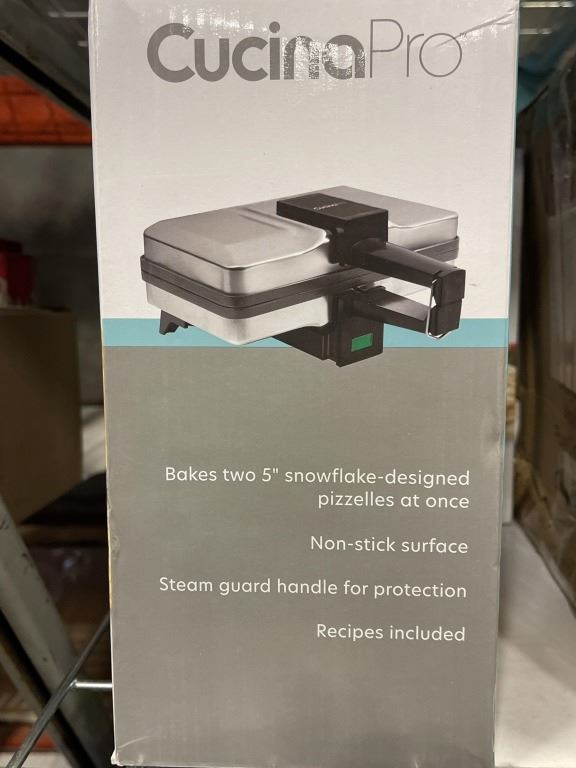 CucinaPro
Bakes two 5" snowflake-designed
pizzelles at once
Non-stick surface
Steam guard handle for protection
Recipes included